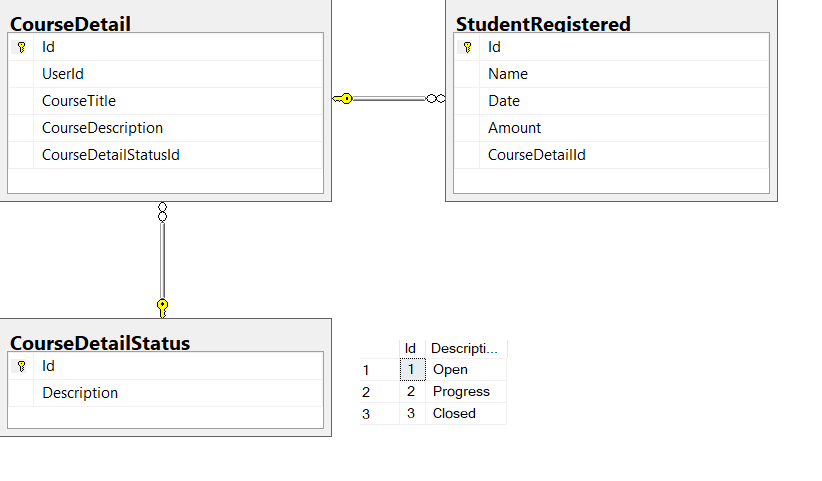 CourseDetail
Id
UserId
CourseTitle
CourseDescription
CourseDetailStatusId
StudentRegistered
Id
Name
Date
Amount
CourseDetailId
CourseDetailStatus
Id
Description
Id Descripti...
1 1 Open
2 2 Progress
3 3 Closed